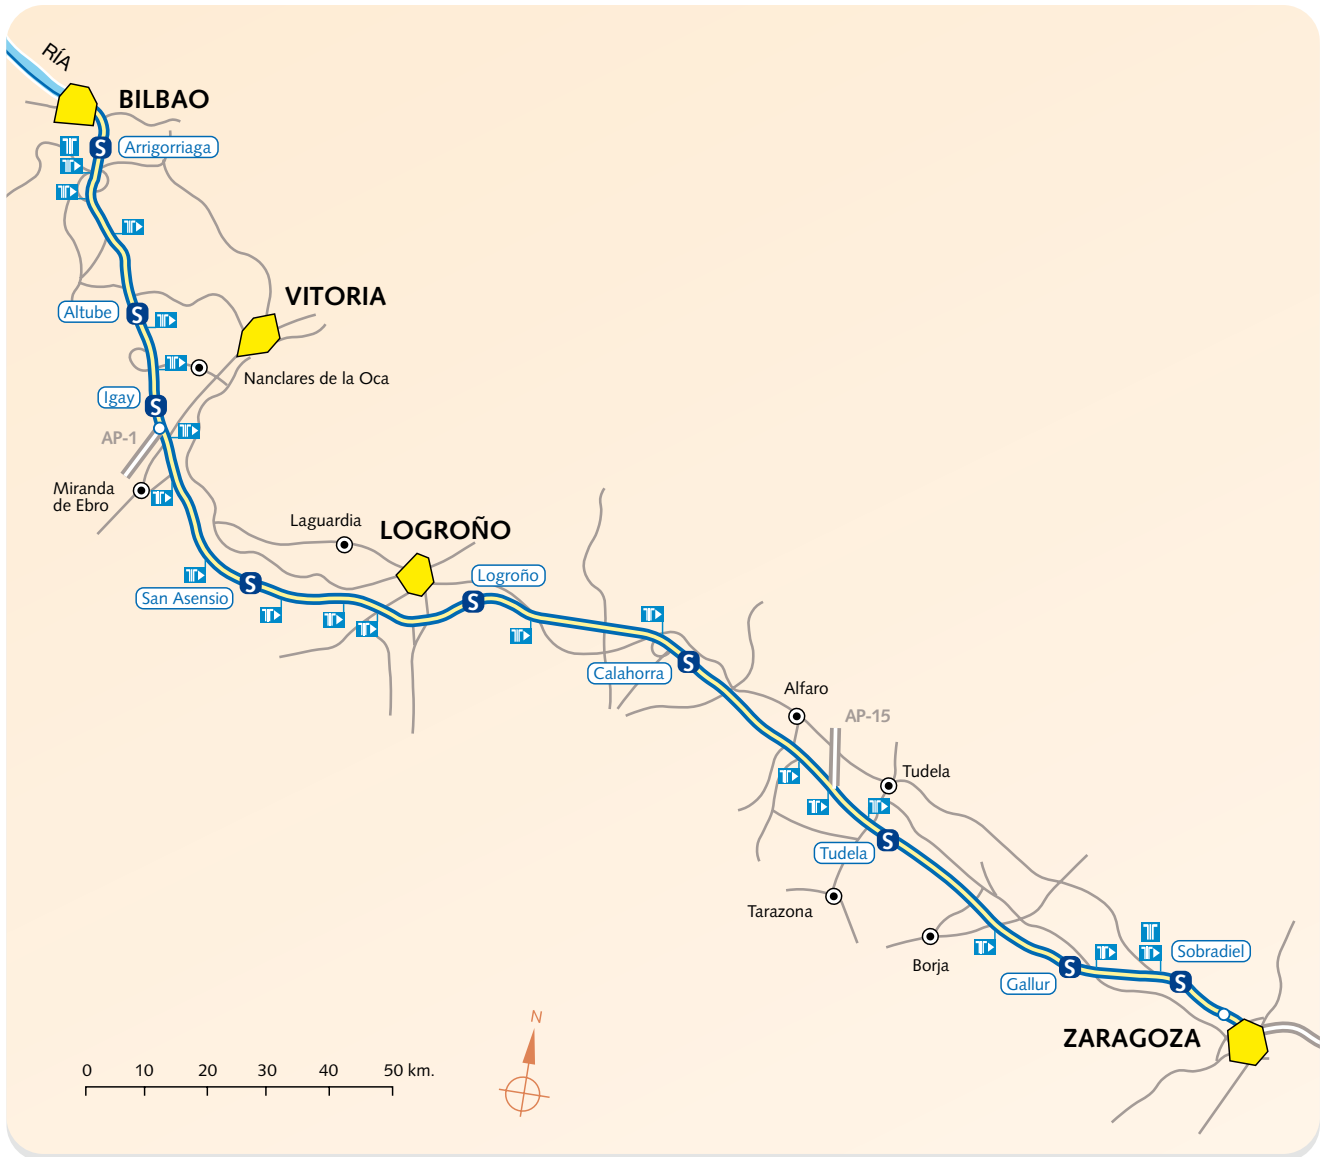 RÍA
BILBAO
S
Arrigorriaga
VITORIA
Altube
S
Nanclares de la Oca
Igay
S
AP-1
Miranda
de Ebro
Laguardia
LOGROÑO
San Asensio
S
Logroño
S
Calahorra
S
Alfaro
AP-15
Tudela
Tudela
S
Tarazona
Borja
Gallur
S
Sobradiel
S
ZARAGOZA
N
0 10 20 30 40 50 km.